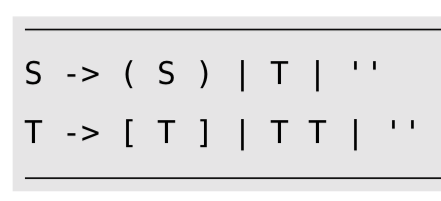 S -> ( S ) | T | ''
T -> [ T ] | T T | ''